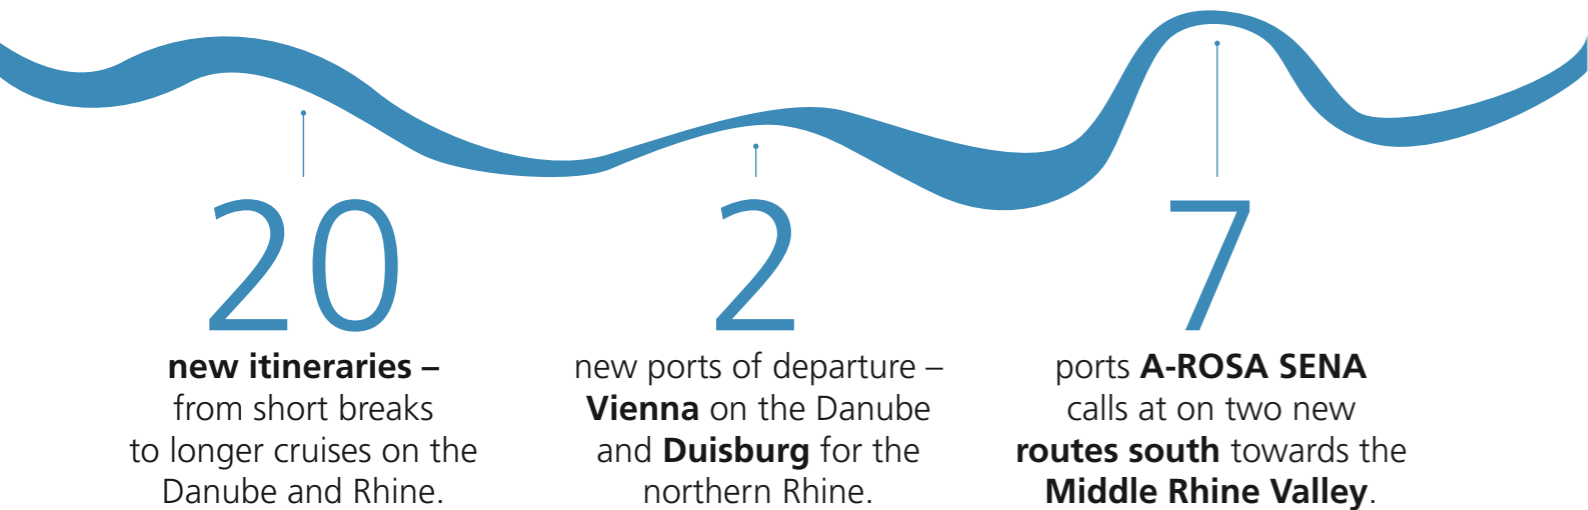 20
new itineraries –
from short breaks
to longer cruises on the
Danube and Rhine.
2
new ports of departure –
Vienna on the Danube
and Duisburg for the
northern Rhine.
7
ports A-ROSA SENA
calls at on two new
routes south towards the
Middle Rhine Valley.